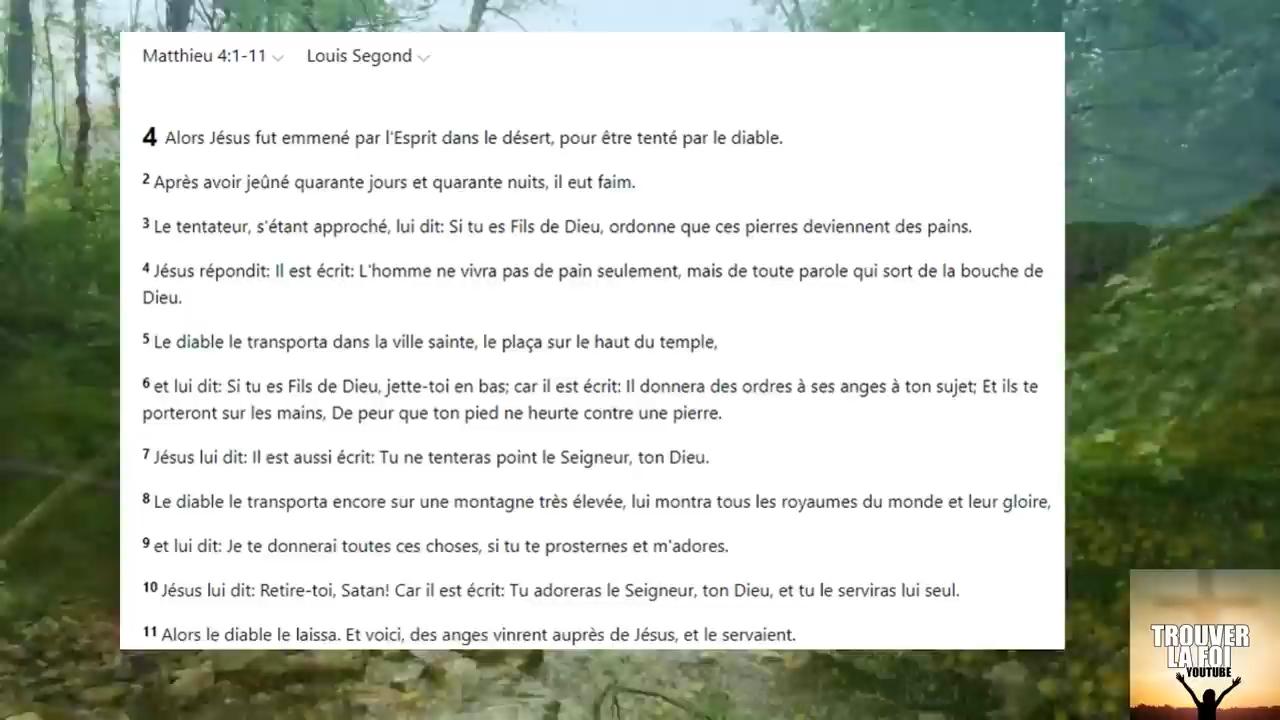 Matthieu 4:1-11 Louis Segond
4 Alors Jésus fut emmené par l'Esprit dans le désert, pour être tenté par le diable.
2 Après avoir jeûné quarante jours et quarante nuits, il eut faim.
3 Le tentateur, s'étant approché, lui dit: Si tu es Fils de Dieu, ordonne que ces pierres deviennent des pains.
4 Jésus répondit: Il est écrit: L'homme ne vivra pas de pain seulement, mais de toute parole qui sort de la bouche de
Dieu.
5 Le diable le transporta dans la ville sainte, le plaça sur le haut du temple,
6 et lui dit: Si tu es Fils de Dieu, jette-toi en bas; car il est écrit: Il donnera des ordres à ses anges à ton sujet; Et ils te
porteront sur les mains, De peur que ton pied ne heurte contre une pierre.
7 Jésus lui dit: Il est aussi écrit: Tu ne tenteras point le Seigneur, ton Dieu.
8 Le diable le transporta encore sur une montagne très élevée, lui montra tous les royaumes du monde et leur gloire,
9 et lui dit: Je te donnerai toutes ces choses, si tu te prosternes et m'adores.
10 Jésus lui dit: Retire-toi, Satan! Car il est écrit: Tu adoreras le Seigneur, ton Dieu, et tu le serviras lui seul.
11 Alors le diable le laissa. Et voici, des anges vinrent auprès de Jésus, et le servaient.
TROUVER
LA FOI
YOUTUBE